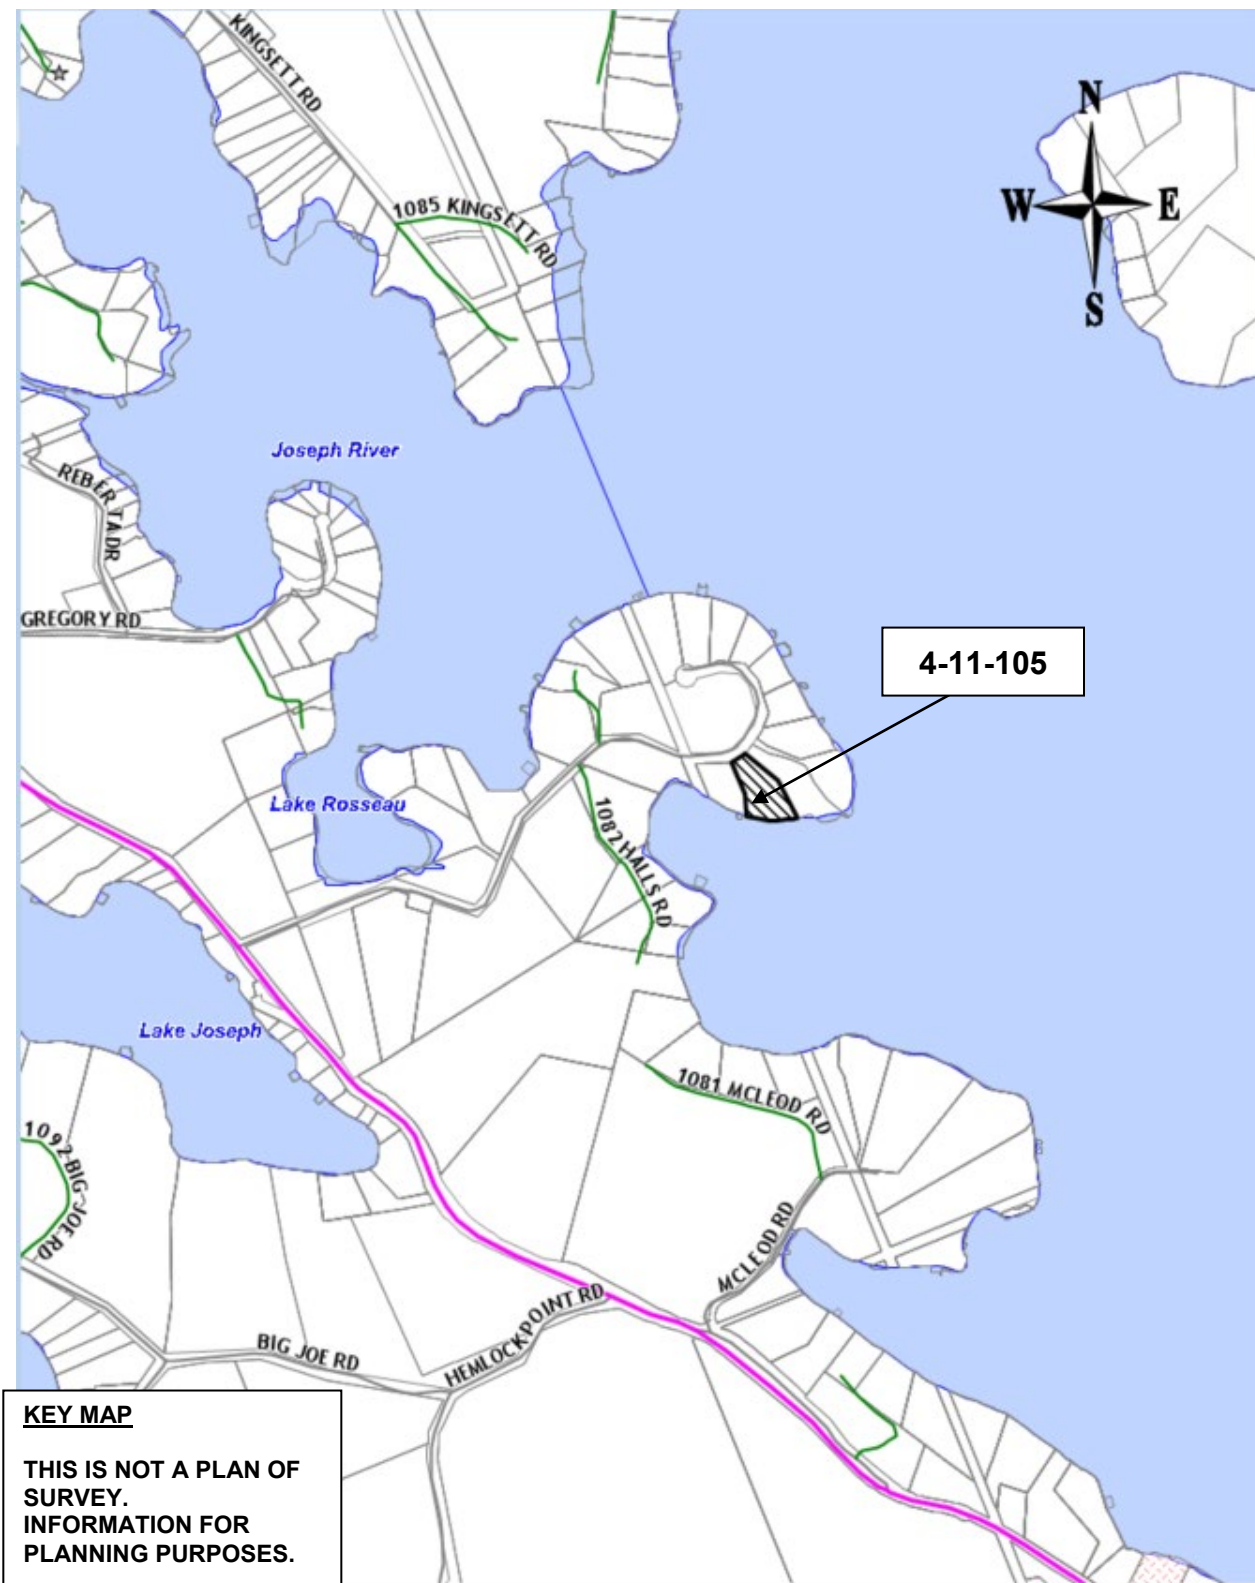 KINGSETT RD
N
W
E
S
1085 KINGSETT RD
Joseph River
REBER TA DR
GREGORY RD
4-11-105
Lake Rosseau
1082 HALLS RD
Lake Joseph
1081 MCLEOD RD
1092 BIG JOE RD
MCLEOD RD
HEMLOCK POINT RD
BIG JOE RD
KEY MAP
THIS IS NOT A PLAN OF
SURVEY.
INFORMATION FOR
PLANNING PURPOSES.